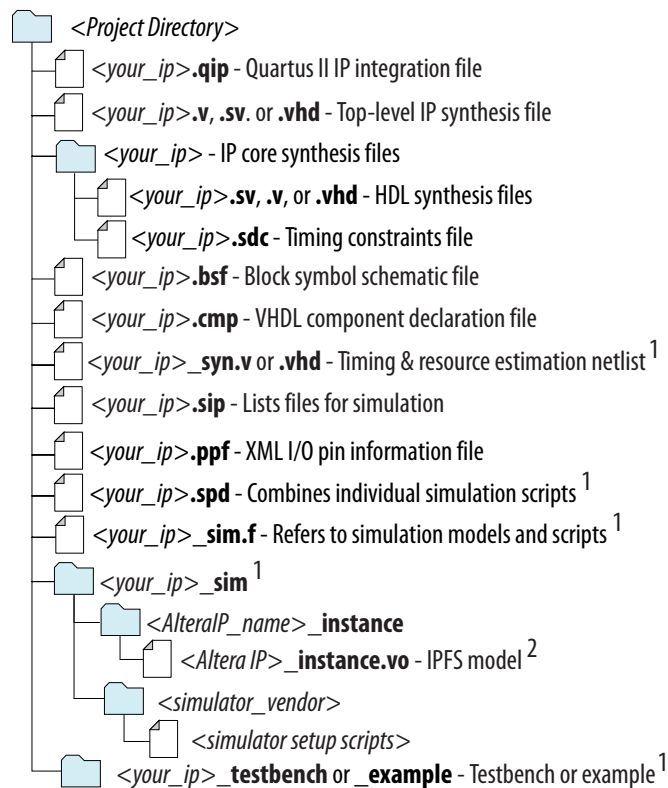 <Project Directory>
<your_ip>.qip - Quartus II IP integration file
<your_ip>.v, .sv. or .vhd - Top-level IP synthesis file
<your_ip> - IP core synthesis files
<your_ip>.sv, .v, or .vhd - HDL synthesis files
<your_ip>.sdc - Timing constraints file
<your_ip>.bsf - Block symbol schematic file
<your_ip>.cmp - VHDL component declaration file
<your_ip>_syn.v or .vhd - Timing & resource estimation netlist 1
<your_ip>.sip - Lists files for simulation
<your_ip>.ppf - XML I/O pin information file
<your_ip>.spd - Combines individual simulation scripts 1
<your_ip>_sim.f - Refers to simulation models and scripts 1
<your_ip>_sim 1
<AlteraIP_name>_instance
<Altera IP>_instance.vo - IPFS model 2
<simulator_vendor>
<simulator setup scripts>
<your_ip>_testbench or _example - Testbench or example 1